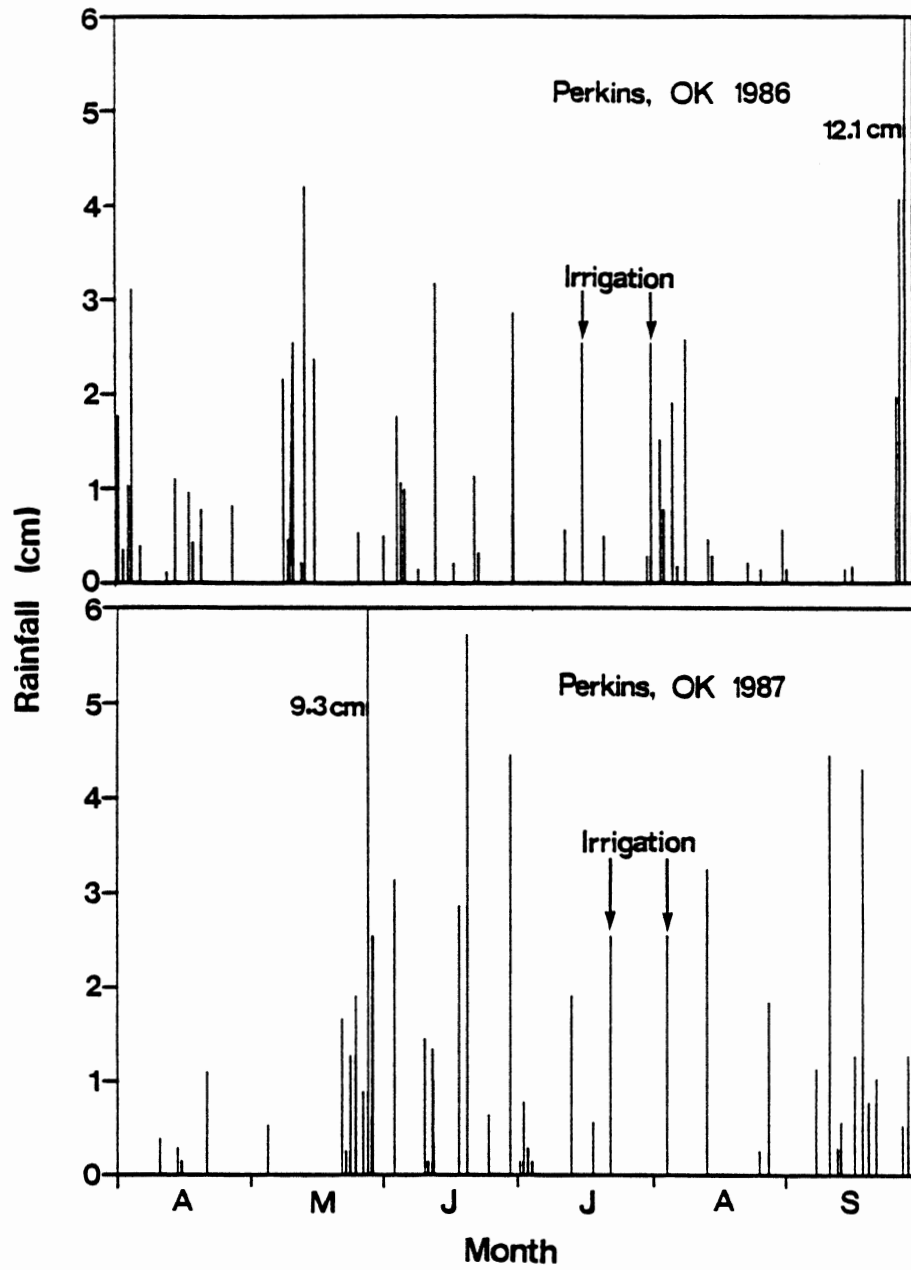 6
Perkins, OK 1986
5
12.1 cm
4
Irrigation
3
2
1
0
Rainfall (cm)
6
Perkins, OK 1987
5
9.3 cm
4
Irrigation
3
2
1
0
A M J J A S
Month